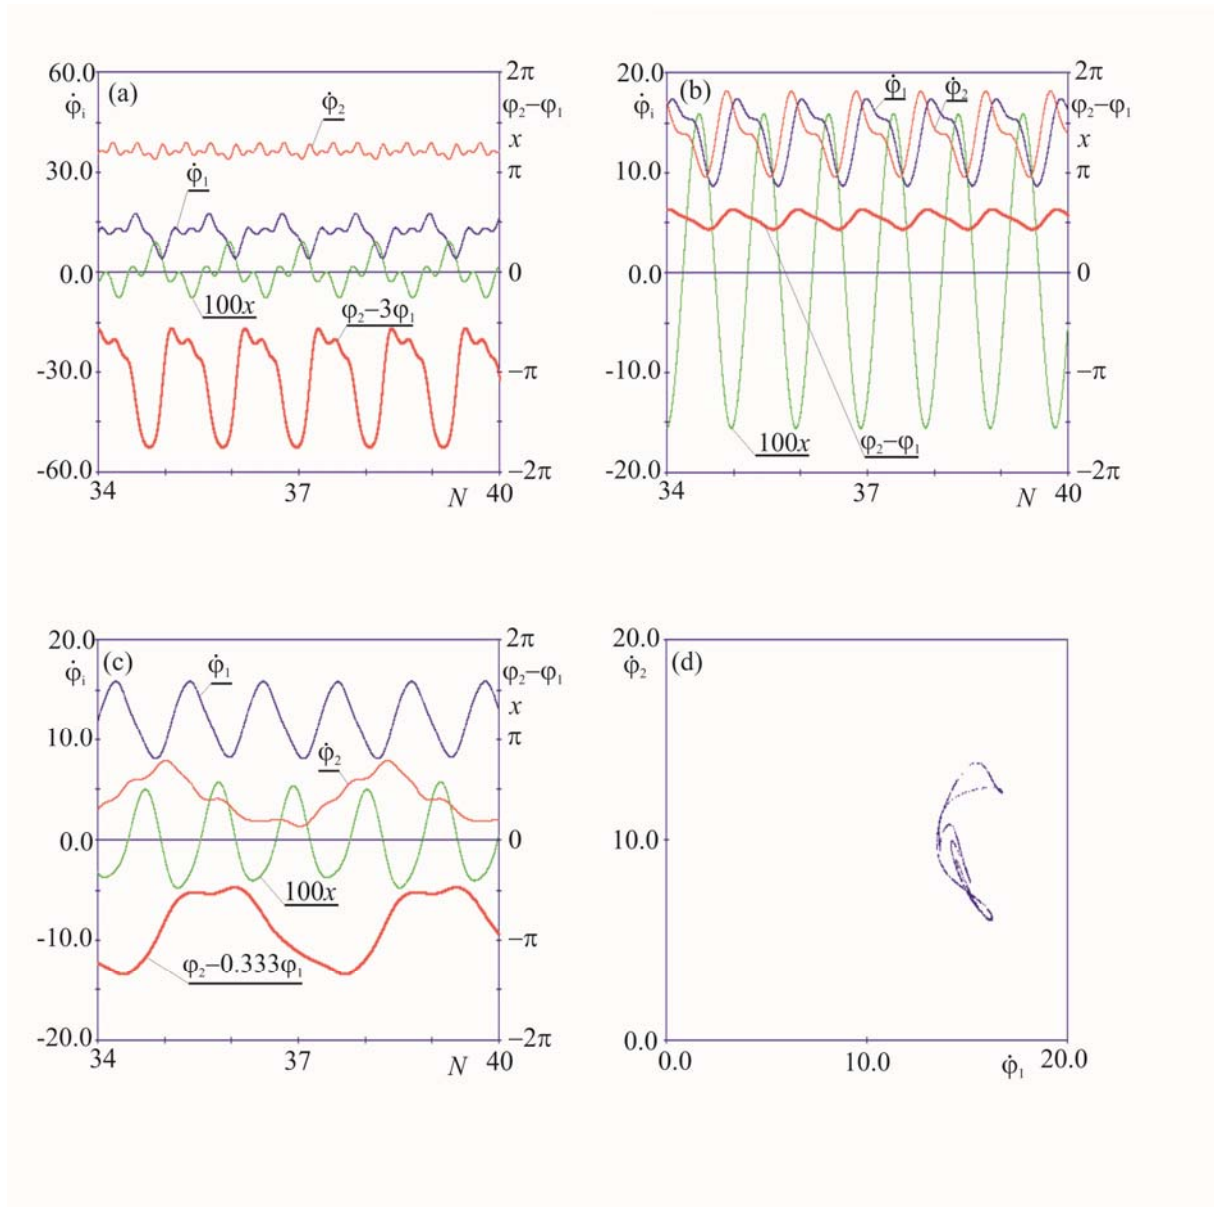 60.0 (a) φ̇₂ 2π
φ̇ᵢ φ₂−φ₁
x
30.0 φ̇₁ π
0.0 0
100x φ₂−3φ₁
-30.0 −π
-60.0 −2π
34 37 N 40
20.0 (b) φ̇₁ φ̇₂ 2π
φ̇ᵢ φ₂−φ₁
x
10.0 π
0.0 0
-10.0 −π
100x φ₂−φ₁
-20.0 −2π
34 37 N 40
20.0 (c) φ̇₁ 2π
φ̇ᵢ φ₂−φ₁
x
10.0 π
φ̇₂
0.0 0
100x
-10.0 −π
φ₂−0.333φ₁
-20.0 −2π
34 37 N 40
20.0 (d)
φ̇₂
10.0
0.0
0.0 10.0 φ̇₁ 20.0